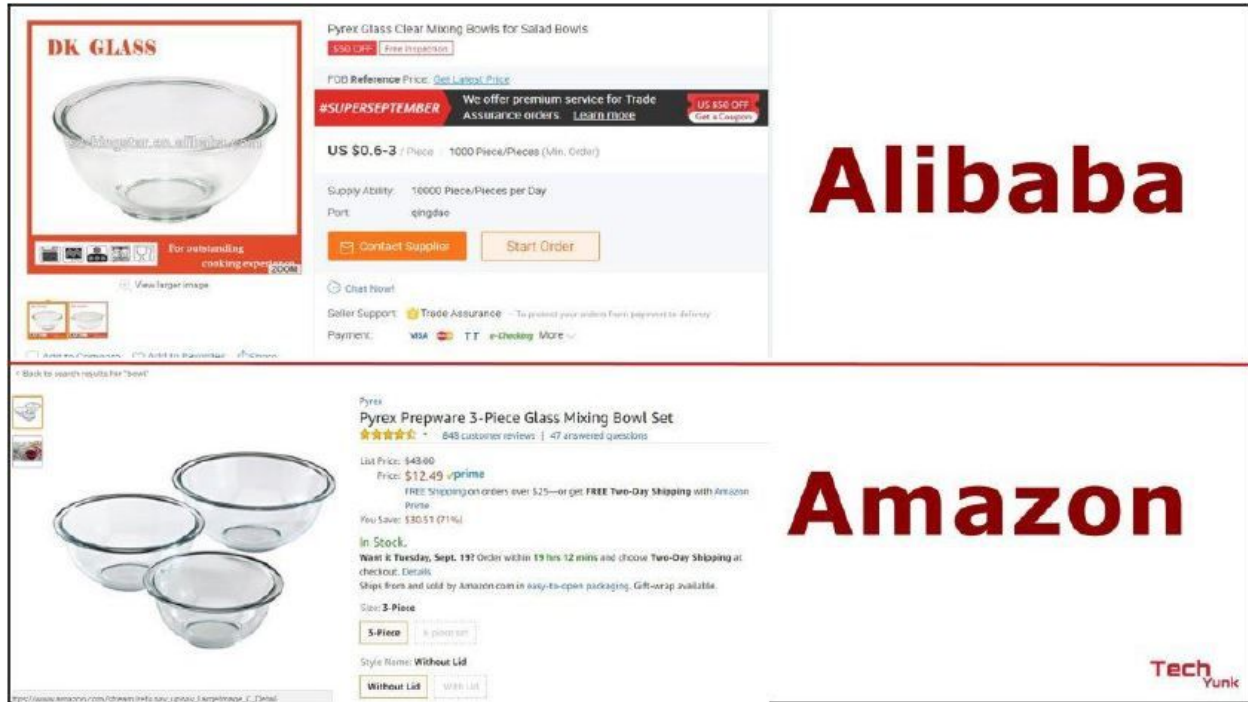 DK GLASS
For outstanding
cooking experience
ZOOM
View larger image
Add to Compare Add to Favorites Share
Pyrex Glass Clear Mixing Bowls for Salad Bowls
$50 OFF Free Inspection
FOB Reference Price: Get Latest Price
#SUPERSEPTEMBER
We offer premium service for Trade
Assurance orders. Learn more
US $50 OFF
Get a Coupon
US $0.6-3 / Piece 1000 Piece/Pieces (Min. Order)
Supply Ability: 10000 Piece/Pieces per Day
Port: qingdao
Contact Supplier
Start Order
Chat Now!
Seller Support: Trade Assurance - To protect your orders from payment to delivery
Payment: VISA TT e-Checking More
Alibaba
< Back to search results for "bowl"
Pyrex
Pyrex Prepware 3-Piece Glass Mixing Bowl Set
848 customer reviews | 47 answered questions
List Price: $43.00
Price: $12.49 prime
FREE Shipping on orders over $25—or get FREE Two-Day Shipping with Amazon
Prime
You Save: $30.51 (71%)
In Stock.
Want it Tuesday, Sept. 19? Order within 19 hrs 12 mins and choose Two-Day Shipping at
checkout. Details
Ships from and sold by Amazon.com in easy-to-open packaging. Gift-wrap available.
Size: 3-Piece
3-Piece
Style Name: Without Lid
Without Lid With Lid
Amazon
Tech
Yunk